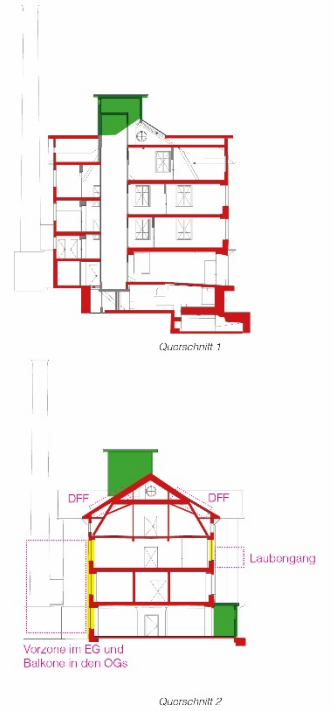 Querschnitt 1
DFF
DFF
Laubengang
Vorzone im EG und
Balkone in den OGs
Querschnitt 2